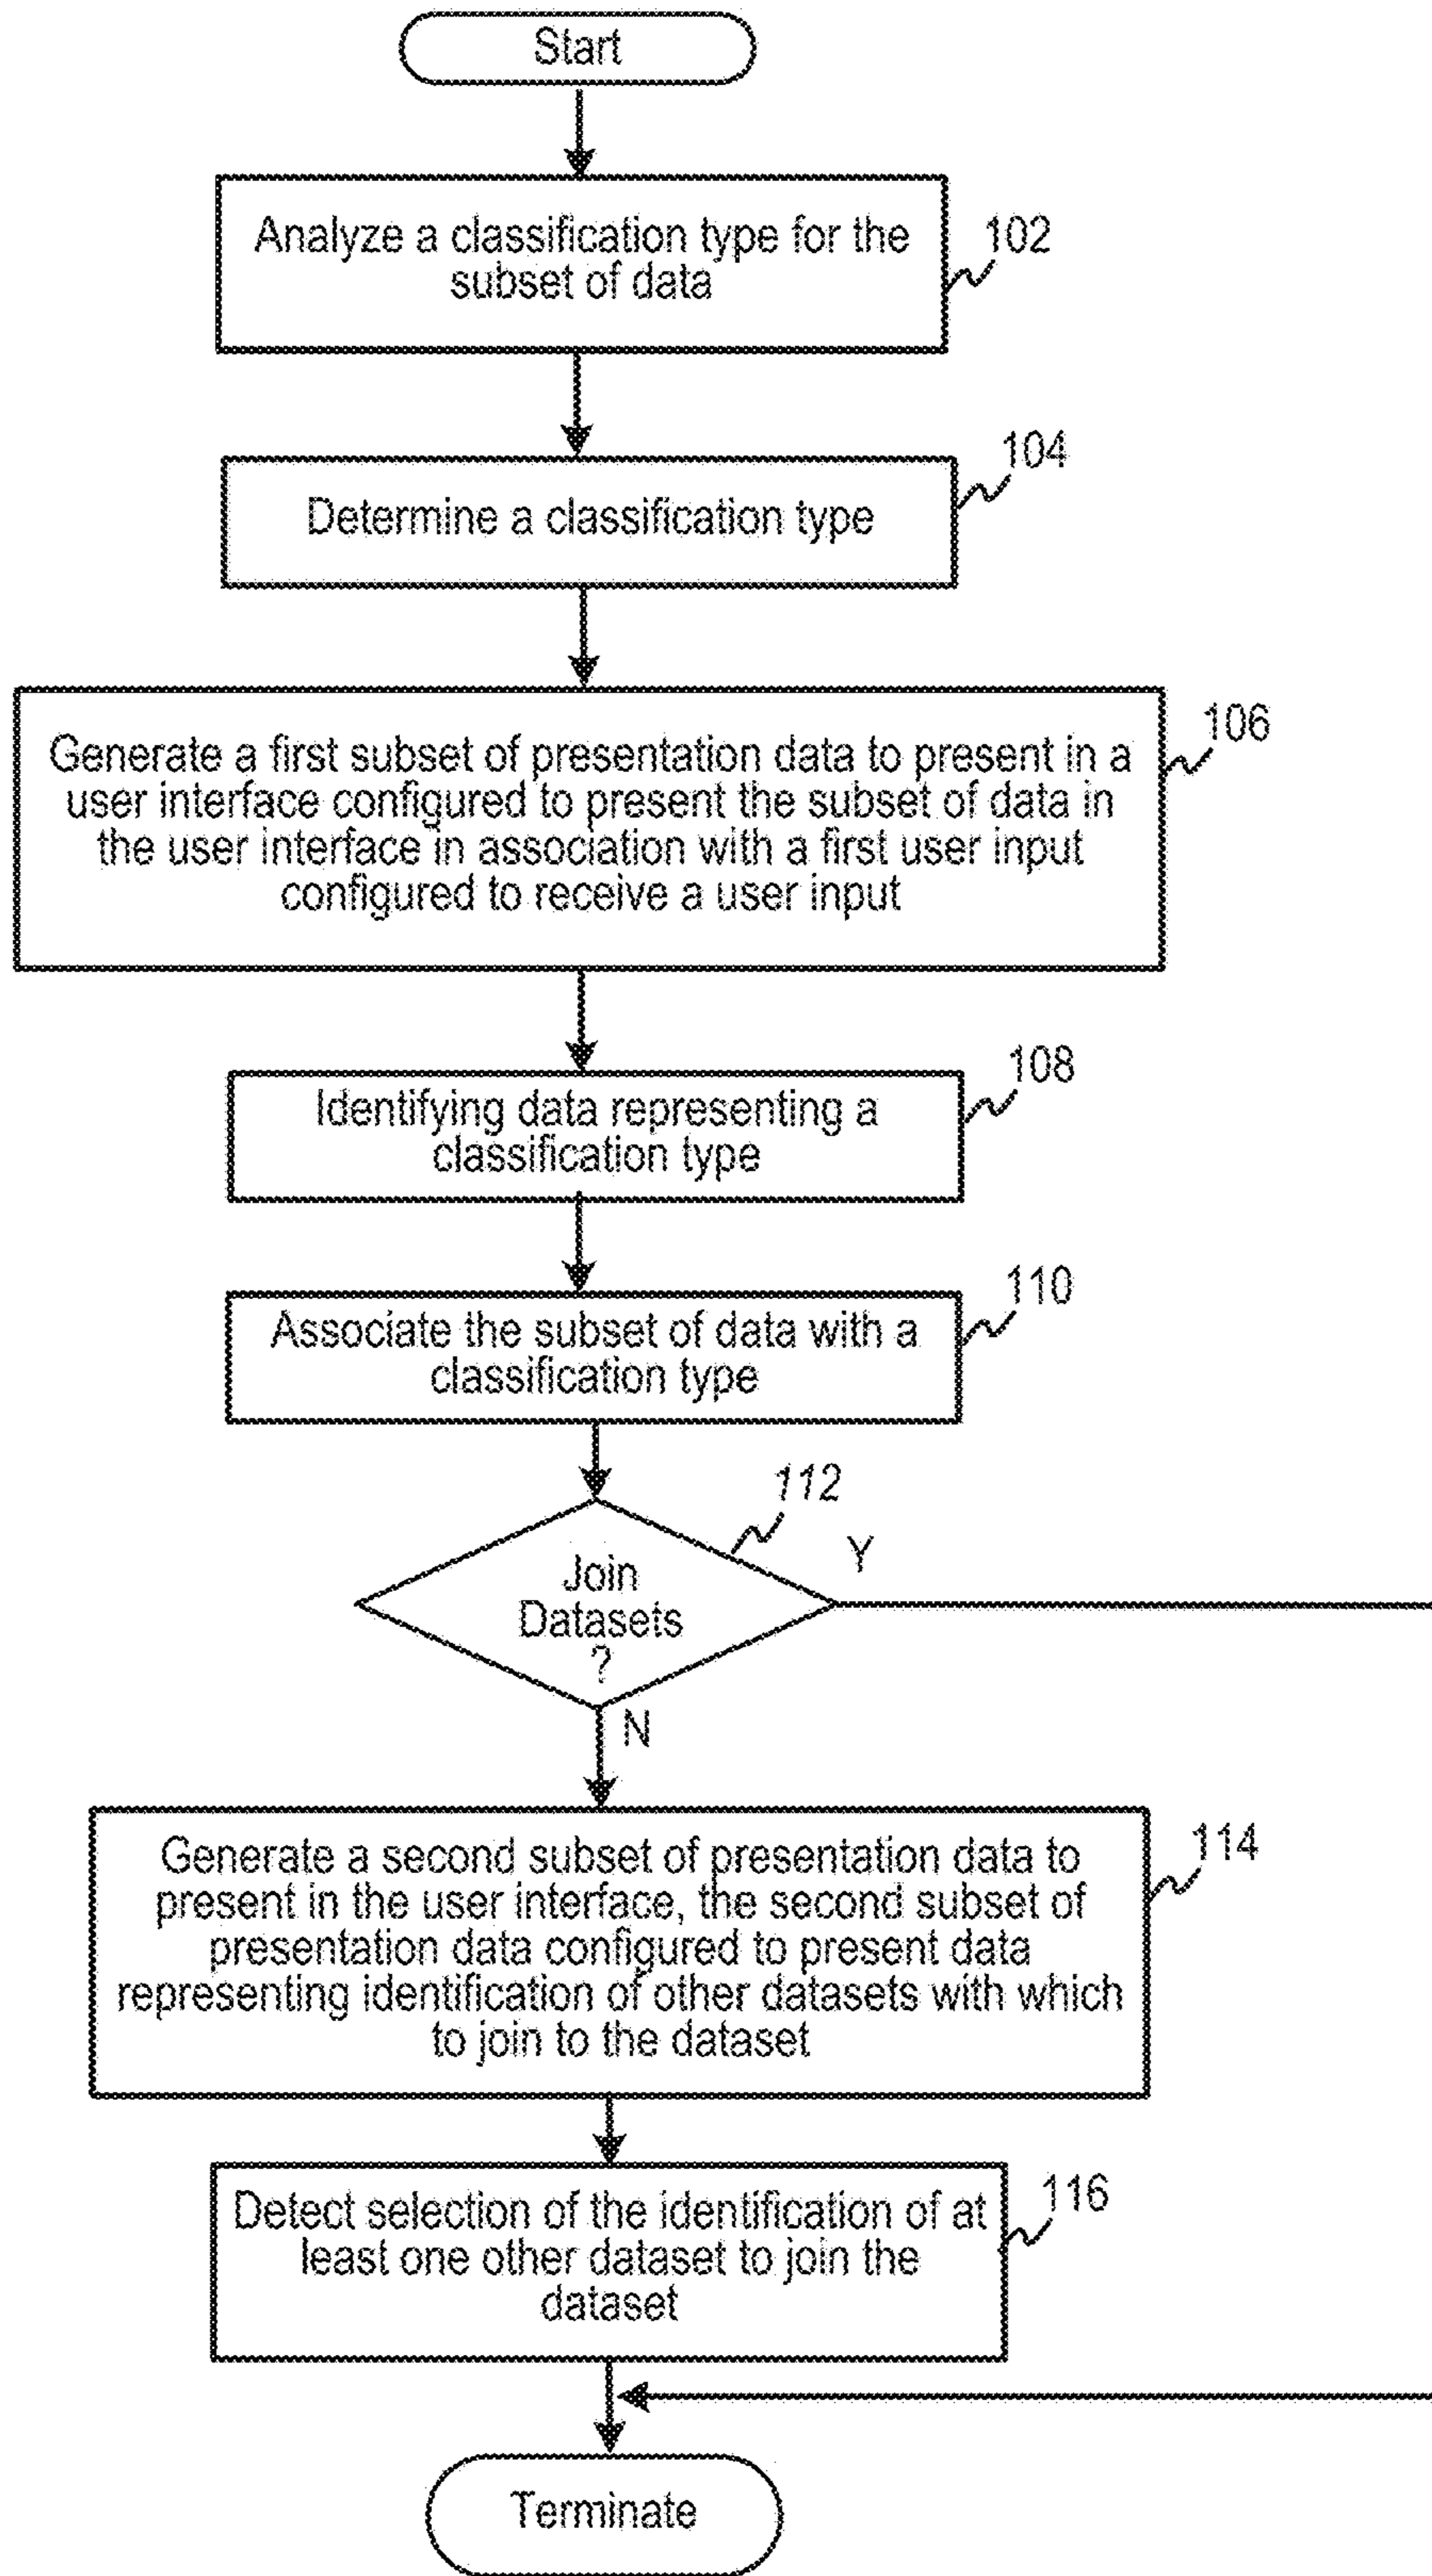 Start
Analyze a classification type for the
subset of data
102
Determine a classification type
104
Generate a first subset of presentation data to present in a
user interface configured to present the subset of data in
the user interface in association with a first user input
configured to receive a user input
106
Identifying data representing a
classification type
108
Associate the subset of data with a
classification type
110
Join
Datasets
?
112
Y
N
Generate a second subset of presentation data to
present in the user interface, the second subset of
presentation data configured to present data
representing identification of other datasets with which
to join to the dataset
114
Detect selection of the identification of at
least one other dataset to join the
dataset
116
Terminate